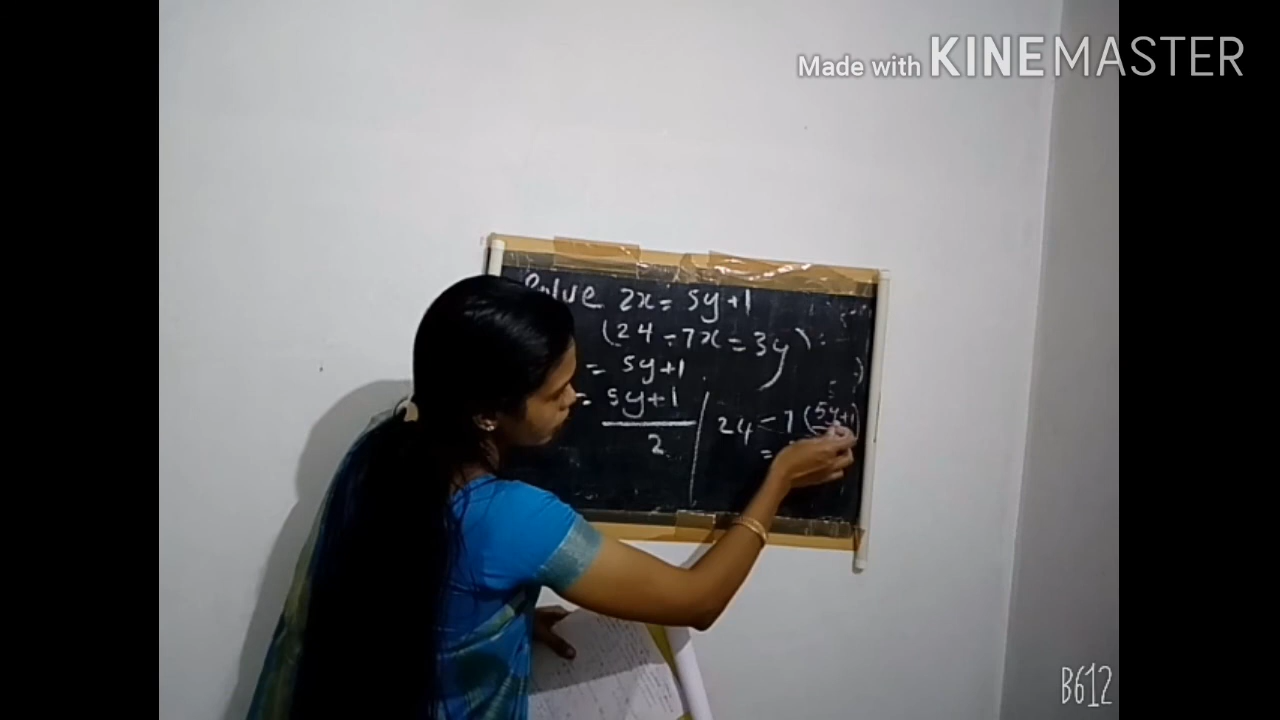 Made with KINEMASTER
Solve 2x = 5y+1
(24 - 7x = 3y)
= 5y+1
= 5y+1
2
24 - 7 (5y+1)
=
B612